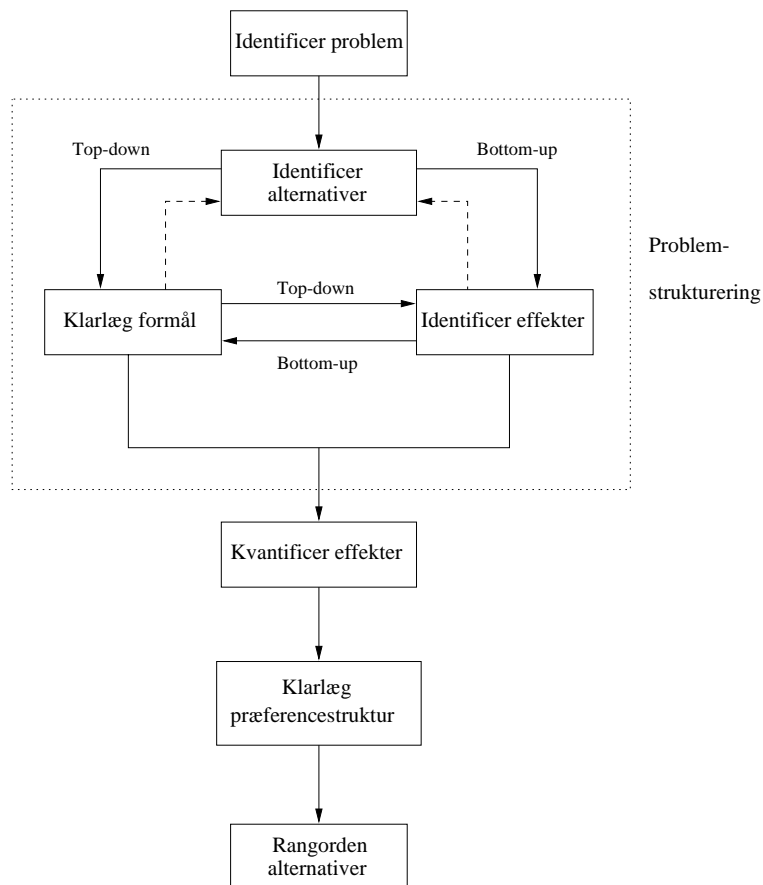 Identificer problem
Top-down
Bottom-up
Identificer
alternativer
Problem-
strukturering
Top-down
Klarlæg formål
Identificer effekter
Bottom-up
Kvantificer effekter
Klarlæg
præferencestruktur
Rangorden
alternativer